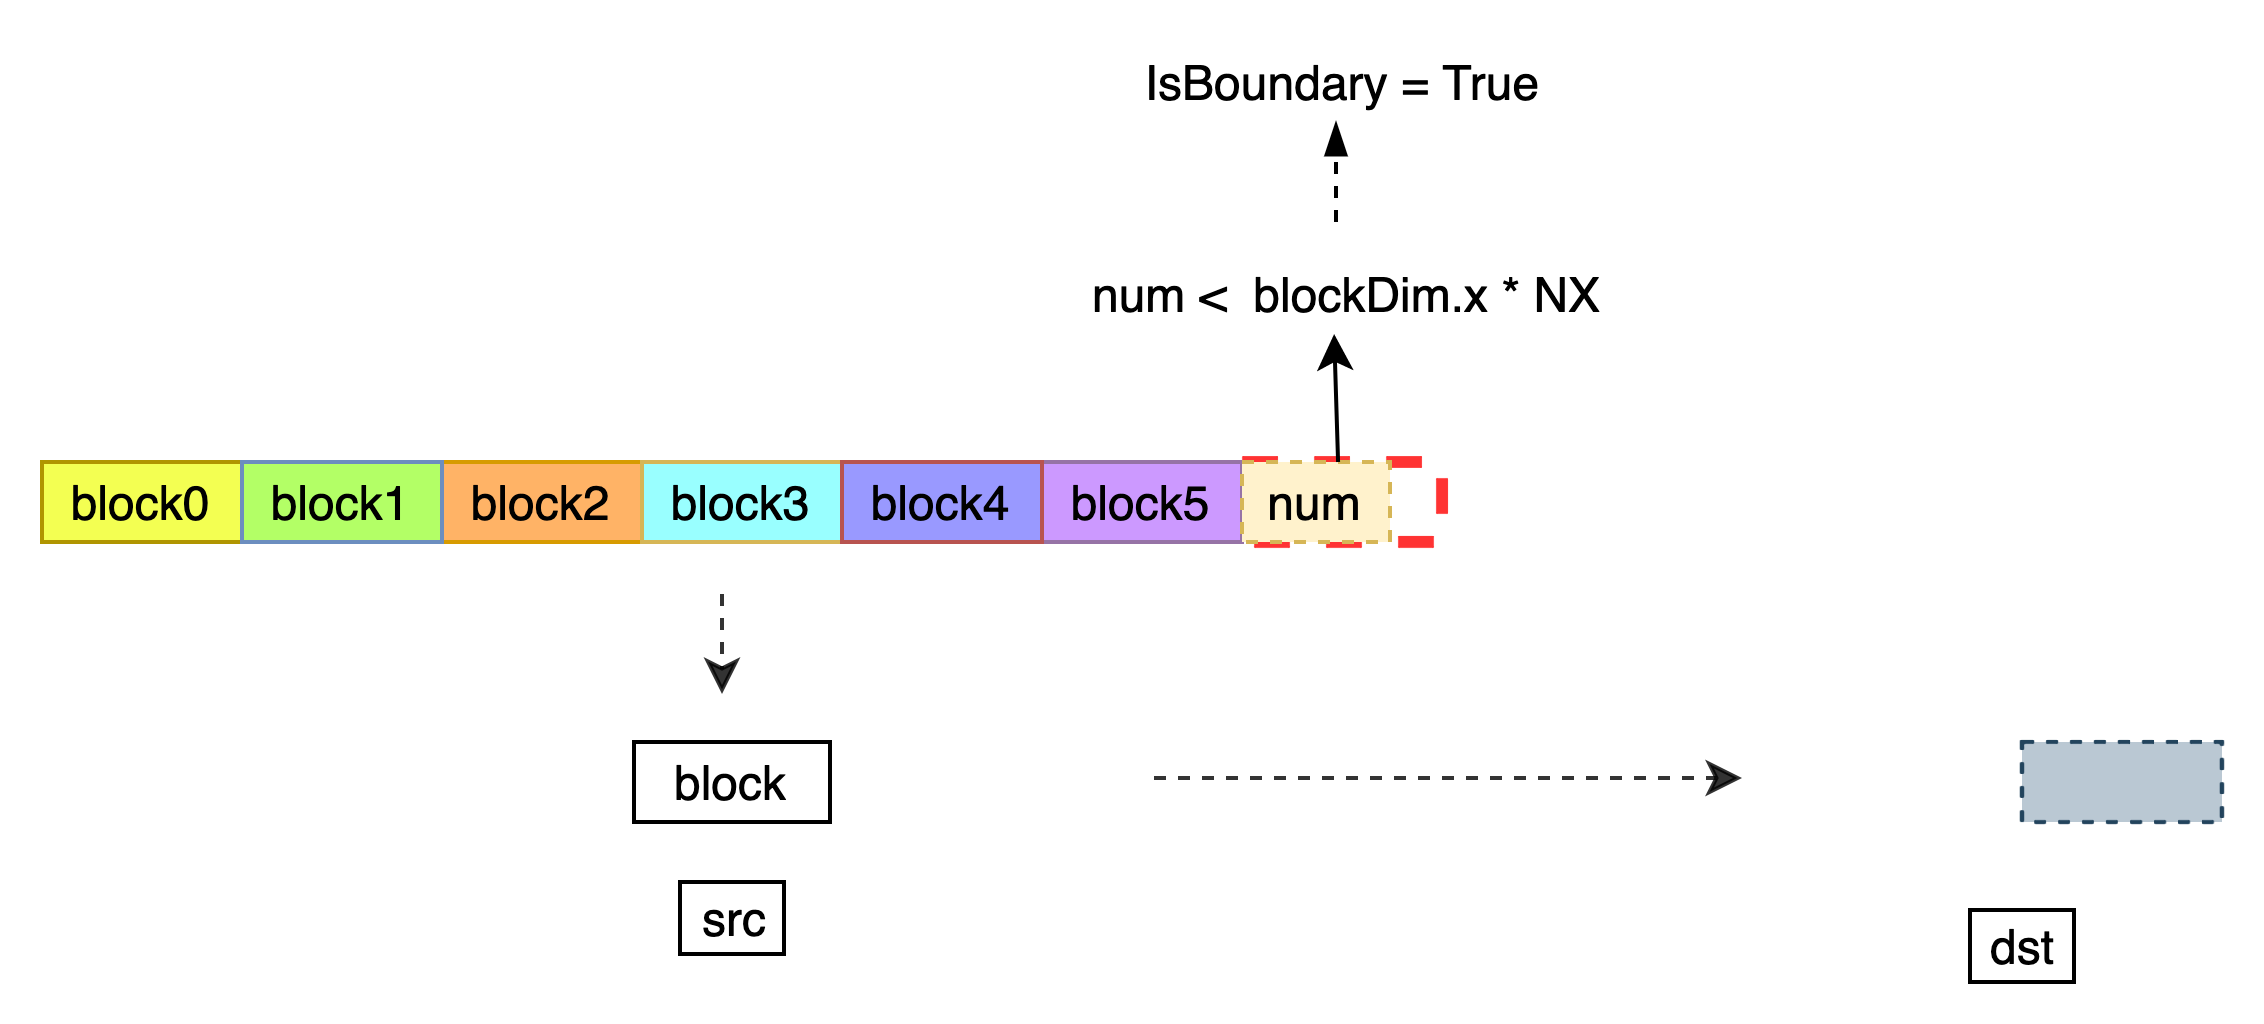 IsBoundary = True
num < blockDim.x * NX
block0 block1 block2 block3 block4 block5 num
block
src
dst